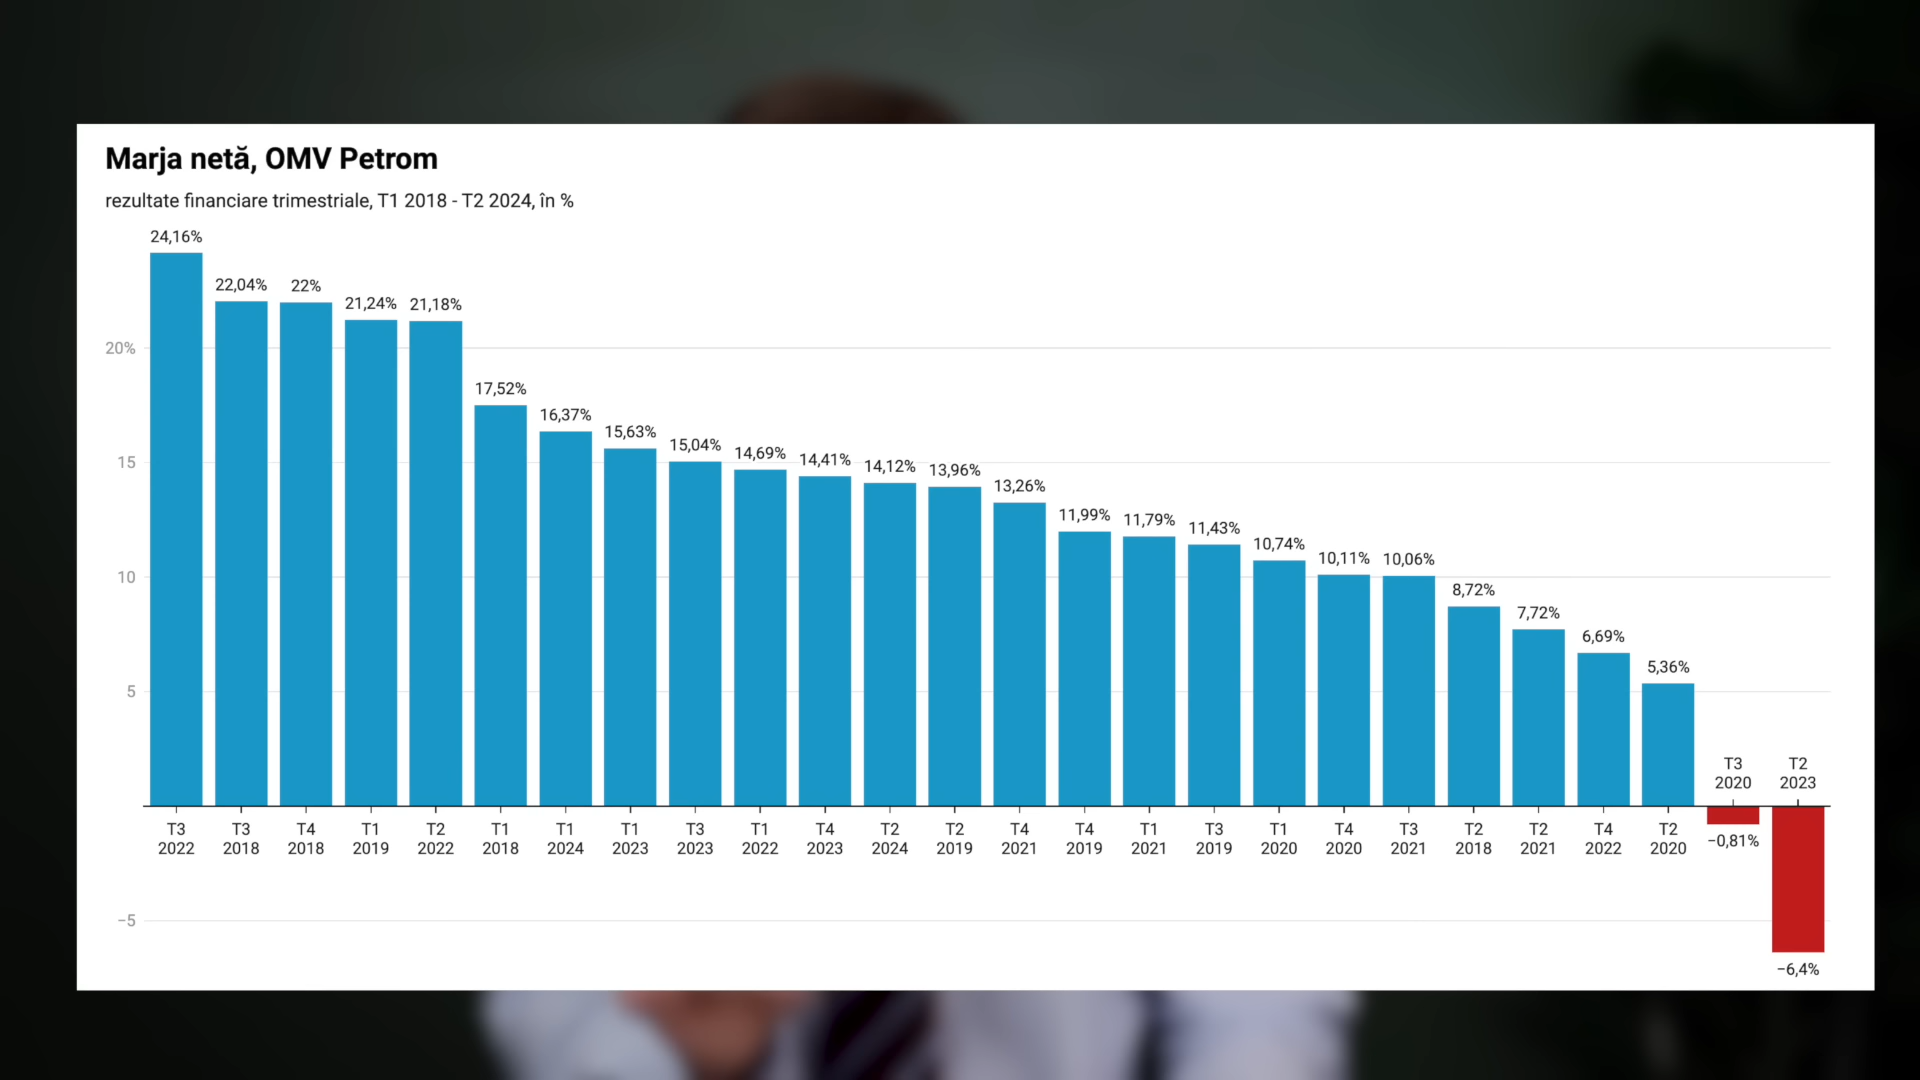 Marja netă, OMV Petrom
rezultate financiare trimestriale, T1 2018 - T2 2024, în %
24,16%
22,04%
22%
21,24%
21,18%
17,52%
16,37%
15,63%
15,04%
14,69%
14,41%
14,12%
13,96%
13,26%
11,99%
11,79%
11,43%
10,74%
10,11%
10,06%
8,72%
7,72%
6,69%
5,36%
20%
15
10
5
−5
T3 2020
T2 2023
T3 2022
T3 2018
T4 2018
T1 2019
T2 2022
T1 2018
T1 2024
T1 2023
T3 2023
T1 2022
T4 2023
T2 2024
T2 2019
T4 2021
T4 2019
T1 2021
T3 2019
T1 2020
T4 2020
T3 2021
T2 2018
T2 2021
T4 2022
T2 2020
−0,81%
−6,4%